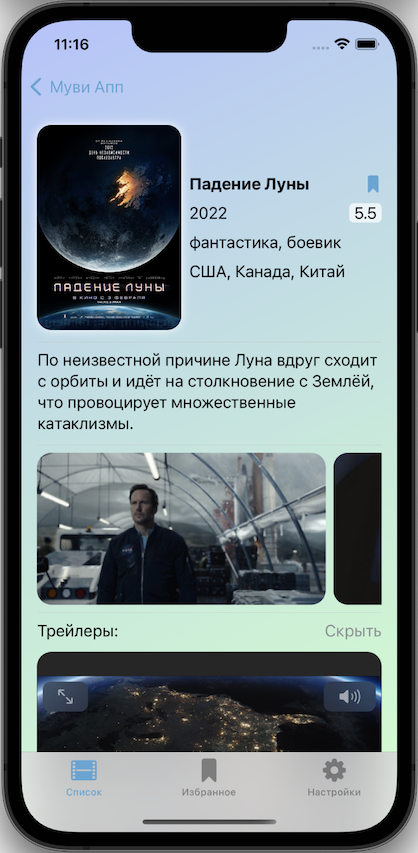 11:16
Муви Апп
2012
ДЕНЬ НЕЗАВИСИМОСТИ
ПОСЛЕЗАВТРА
ПАДЕНИЕ ЛУНЫ
В КИНО С 3 ФЕВРАЛЯ
Падение Луны
2022
5.5
фантастика, боевик
США, Канада, Китай
По неизвестной причине Луна вдруг сходит
с орбиты и идёт на столкновение с Землёй,
что провоцирует множественные
катаклизмы.
Трейлеры:
Скрыть
Список
Избранное
Настройки